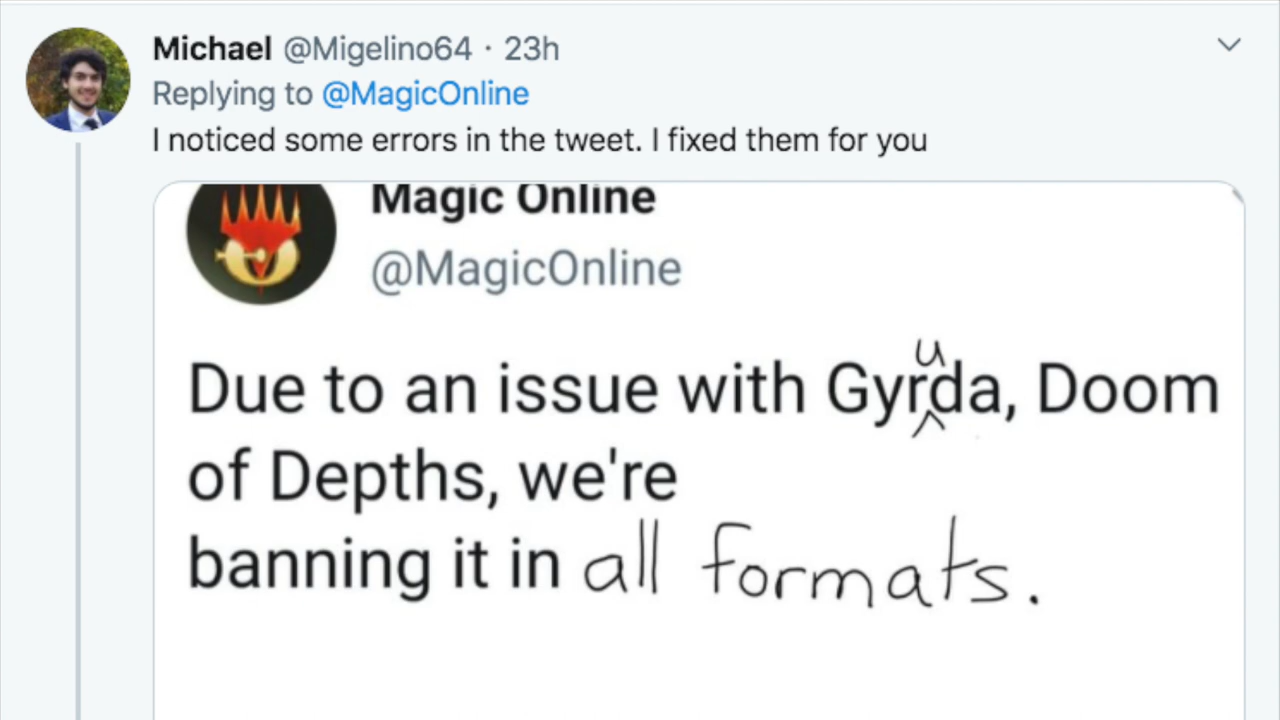 Michael @Migelino64 · 23h
Replying to @MagicOnline
I noticed some errors in the tweet. I fixed them for you
Magic Online
@MagicOnline
u
Due to an issue with Gyrda, Doom
^
of Depths, we're
banning it in all formats.